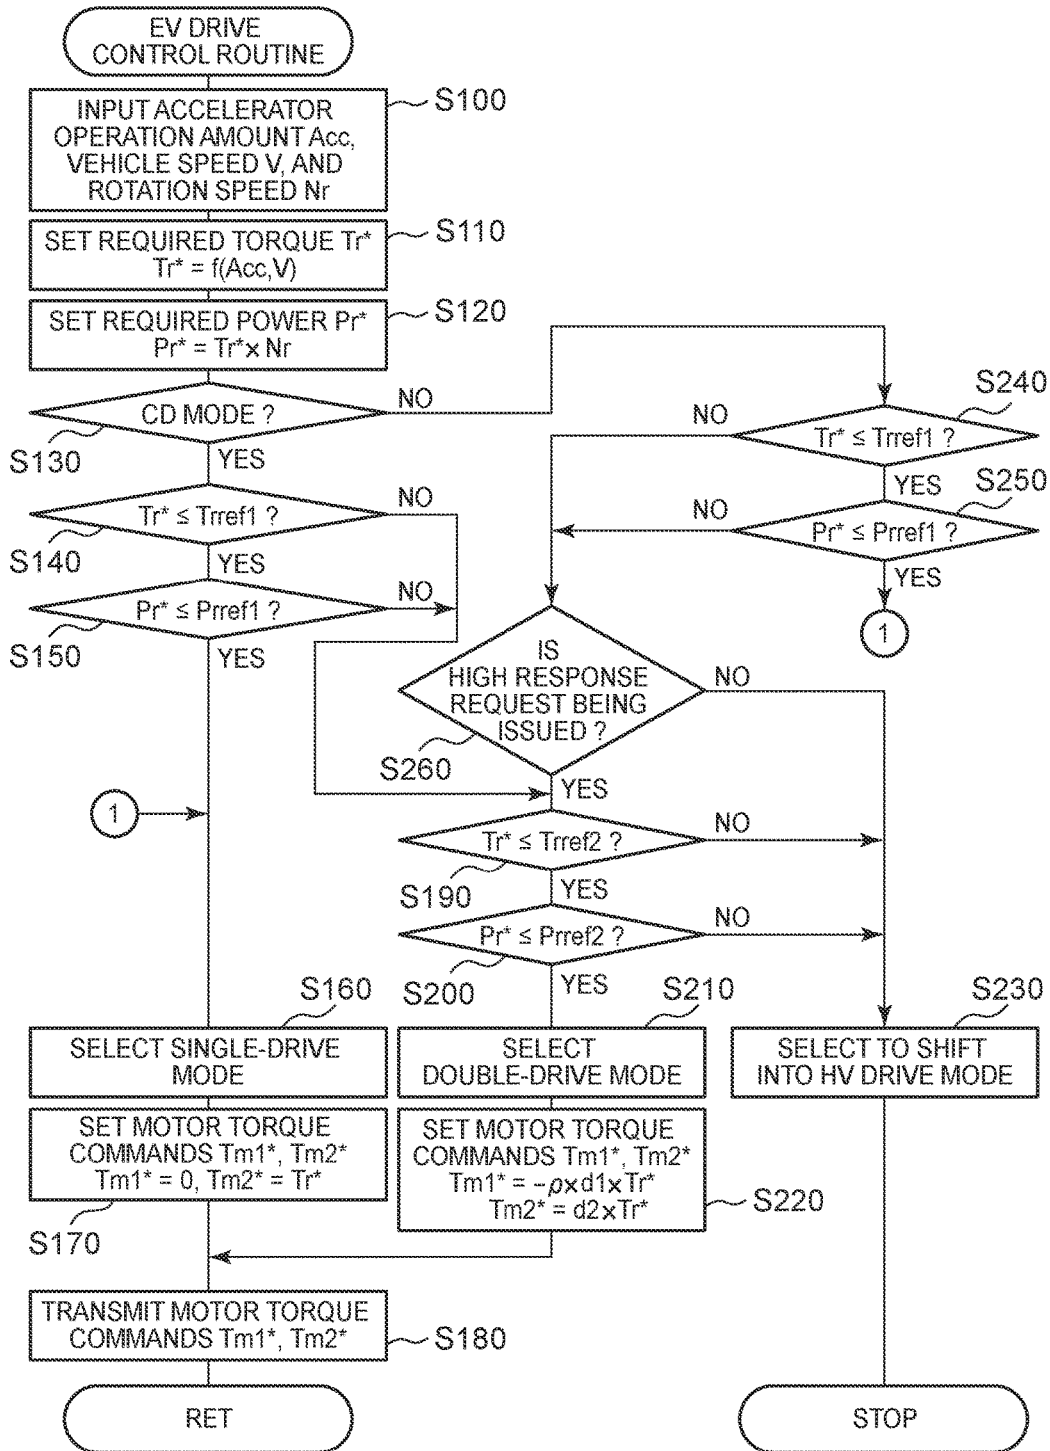 EV DRIVE
CONTROL ROUTINE
INPUT ACCELERATOR
OPERATION AMOUNT Acc,
VEHICLE SPEED V, AND
ROTATION SPEED Nr
S100
SET REQUIRED TORQUE Tr*
Tr* = f(Acc,V)
S110
SET REQUIRED POWER Pr*
Pr* = Tr*× Nr
S120
CD MODE ?
NO
S130
YES
Tr* ≤ Trref1 ?
NO
S140
YES
Pr* ≤ Prref1 ?
NO
S150
YES
S240
NO
Tr* ≤ Trref1 ?
YES
S250
NO
Pr* ≤ Prref1 ?
YES
1
IS
HIGH RESPONSE
REQUEST BEING
ISSUED ?
NO
S260
YES
1
Tr* ≤ Trref2 ?
NO
S190
YES
Pr* ≤ Prref2 ?
NO
S200
YES
S160
SELECT SINGLE-DRIVE
MODE
S210
SELECT
DOUBLE-DRIVE MODE
S230
SELECT TO SHIFT
INTO HV DRIVE MODE
SET MOTOR TORQUE
COMMANDS Tm1*, Tm2*
Tm1* = 0, Tm2* = Tr*
S170
SET MOTOR TORQUE
COMMANDS Tm1*, Tm2*
Tm1* = -ρ×d1×Tr*
Tm2* = d2×Tr*
S220
TRANSMIT MOTOR TORQUE
COMMANDS Tm1*, Tm2*
S180
RET
STOP